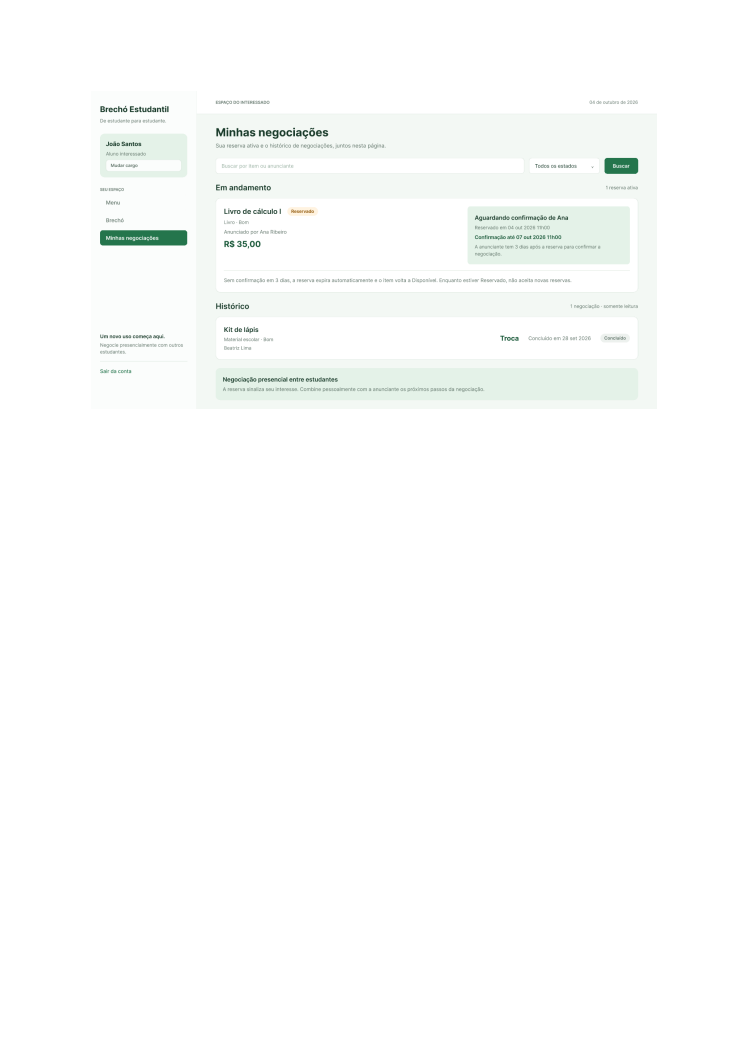 Brechó Estudantil
De estudante para estudante.
João Santos
Aluno Interessado
Mudar cargo
SEU ESPAÇO
Menu
Brechó
Minhas negociações
Um novo uso começa aqui.
Negocie presencialmente com outros
estudantes.
Sair da conta
ESPAÇO DO INTERESSADO
04 de outubro de 2026
Minhas negociações
Sua reserva ativa e o histórico de negociações, juntos nesta página.
Buscar por item ou anunciante
Todos os estados
Buscar
Em andamento
1 reserva ativa
Livro de cálculo I
Reservado
Livro · Bom
Anunciado por Ana Ribeiro
R$ 35,00
Aguardando confirmação de Ana
Reservado em 04 out 2026 11h00
Confirmação até 07 out 2026 11h00
A anunciante tem 3 dias após a reserva para confirmar a
negociação.
Sem confirmação em 3 dias, a reserva expira automaticamente e o item volta a Disponível. Enquanto estiver Reservado, não aceita novas reservas.
Histórico
1 negociação · somente leitura
Kit de lápis
Material escolar · Bom
Beatriz Lima
Troca
Concluído em 28 set 2026
Concluído
Negociação presencial entre estudantes
A reserva sinaliza seu interesse. Combine pessoalmente com a anunciante os próximos passos da negociação.